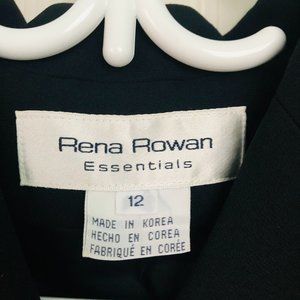 Rena Rowan
Essentials
12
MADE IN KOREA
HECHO EN COREA
FABRIQUÉ EN CORÉE